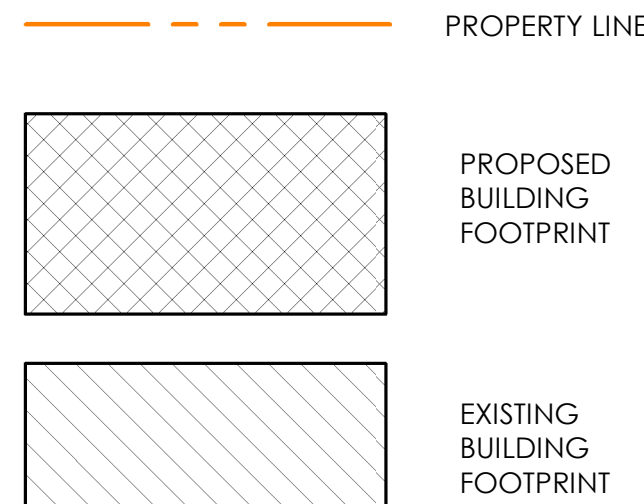 PROPERTY LINE
PROPOSED
BUILDING
FOOTPRINT
EXISTING
BUILDING
FOOTPRINT